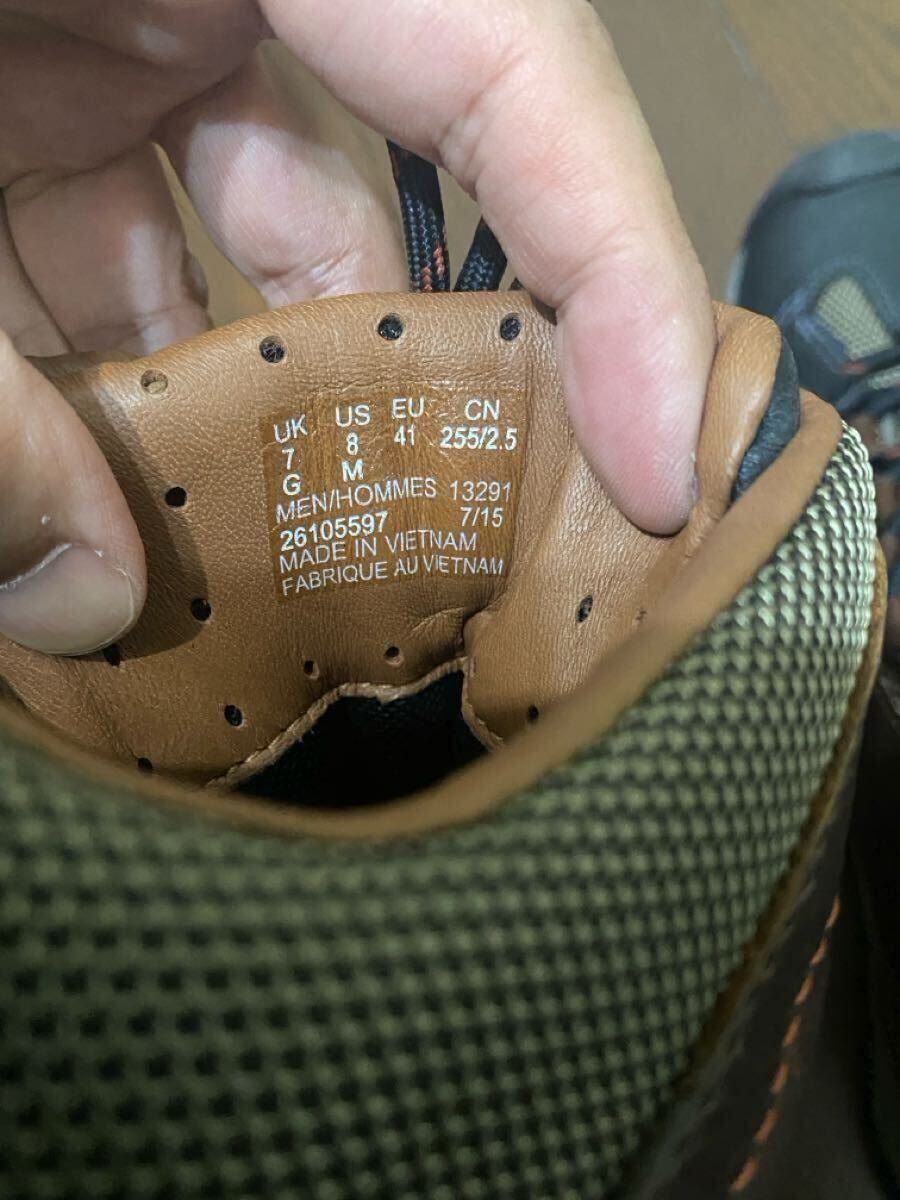 UK US EU CN
7 8 41 255/2.5
G M
MEN/HOMMES 13291
26105597 7/15
MADE IN VIETNAM
FABRIQUE AU VIETNAM